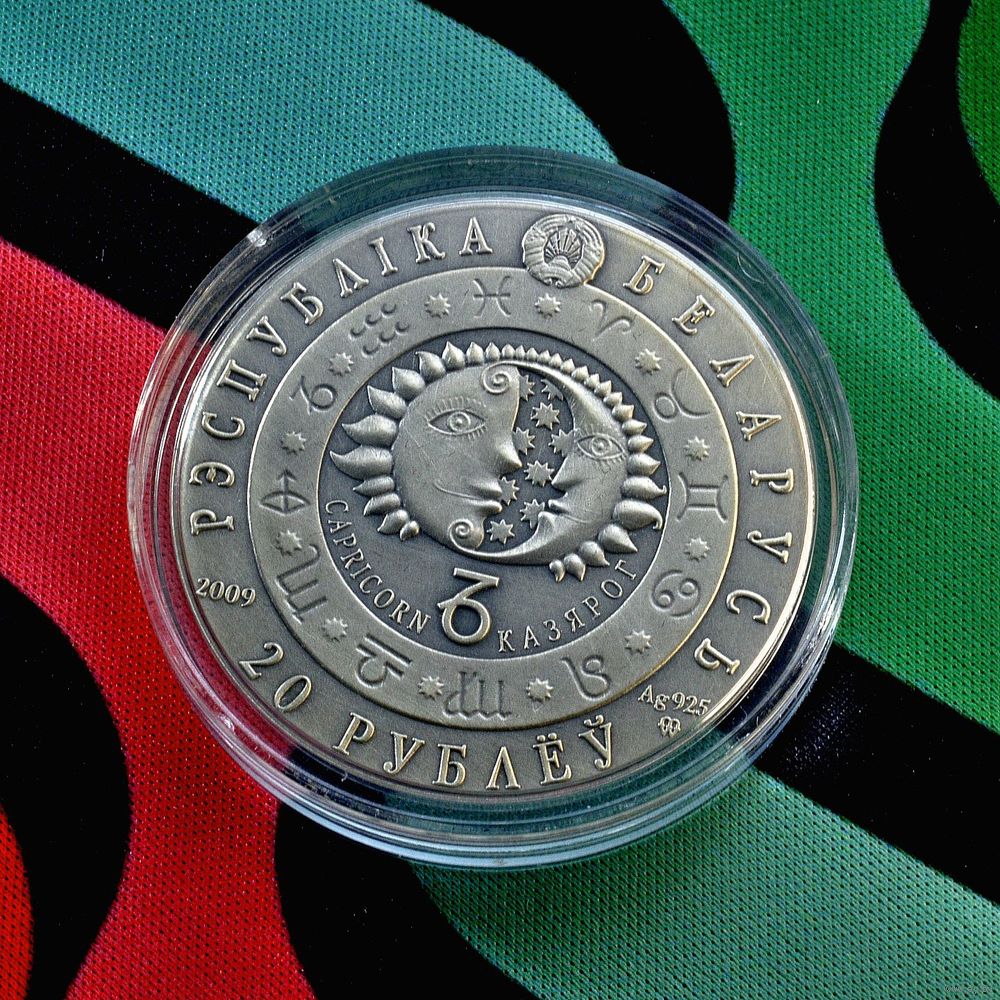 РЭСПУБЛІКА БЕЛАРУСЬ
2009
20 РУБЛЁЎ
Ag 925
CAPRICORN
КАЗЯРОГ